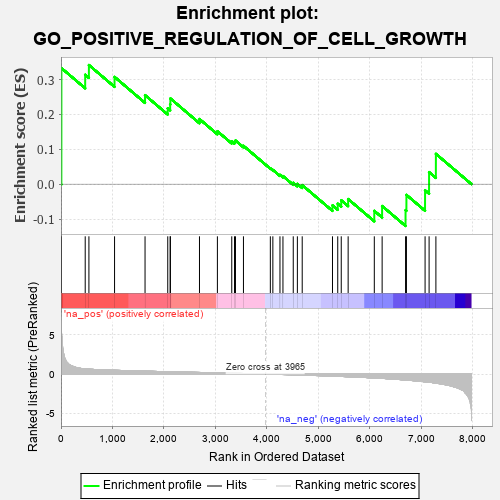 Enrichment plot:
GO_POSITIVE_REGULATION_OF_CELL_GROWTH
Enrichment score (ES)
0.3
0.2
0.1
0.0
-0.1
'na_pos' (positively correlated)
Ranked list metric (PreRanked)
5
0
-5
Zero cross at 3965
'na_neg' (negatively correlated)
0 1,000 2,000 3,000 4,000 5,000 6,000 7,000 8,000
Rank in Ordered Dataset
Enrichment profile Hits Ranking metric scores